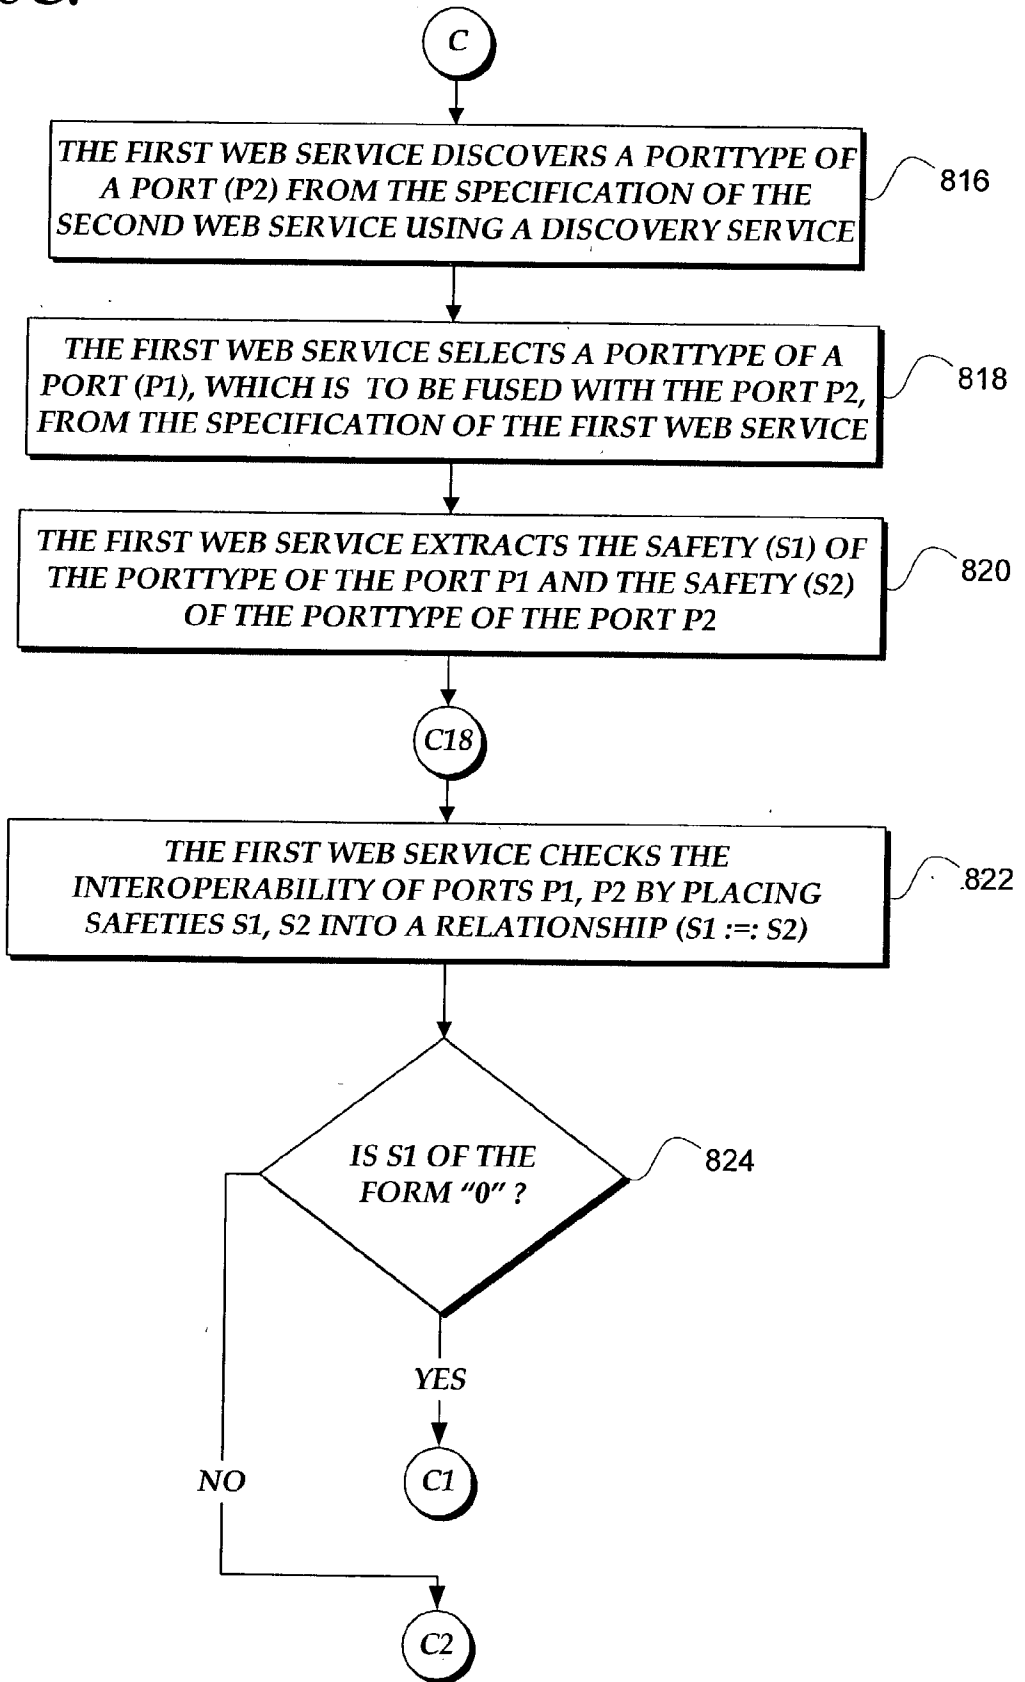 C
THE FIRST WEB SERVICE DISCOVERS A PORTTYPE OF
A PORT (P2) FROM THE SPECIFICATION OF THE
SECOND WEB SERVICE USING A DISCOVERY SERVICE
816
THE FIRST WEB SERVICE SELECTS A PORTTYPE OF A
PORT (P1), WHICH IS TO BE FUSED WITH THE PORT P2,
FROM THE SPECIFICATION OF THE FIRST WEB SERVICE
818
THE FIRST WEB SERVICE EXTRACTS THE SAFETY (S1) OF
THE PORTTYPE OF THE PORT P1 AND THE SAFETY (S2)
OF THE PORTTYPE OF THE PORT P2
820
C18
THE FIRST WEB SERVICE CHECKS THE
INTEROPERABILITY OF PORTS P1, P2 BY PLACING
SAFETIES S1, S2 INTO A RELATIONSHIP (S1 :=: S2)
822
IS S1 OF THE
FORM "0" ?
824
YES
NO
C1
C2